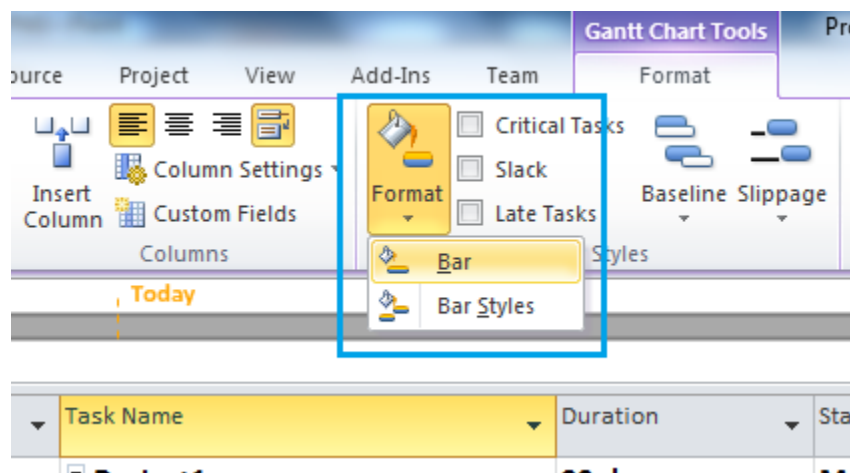 Gantt Chart Tools
Project View Add-Ins Team Format
Insert Column
Column Settings
Custom Fields
Columns
Format
Critical Tasks
Slack
Late Tasks
Baseline Slippage
Styles
Bar
Bar Styles
Today
Task Name Duration